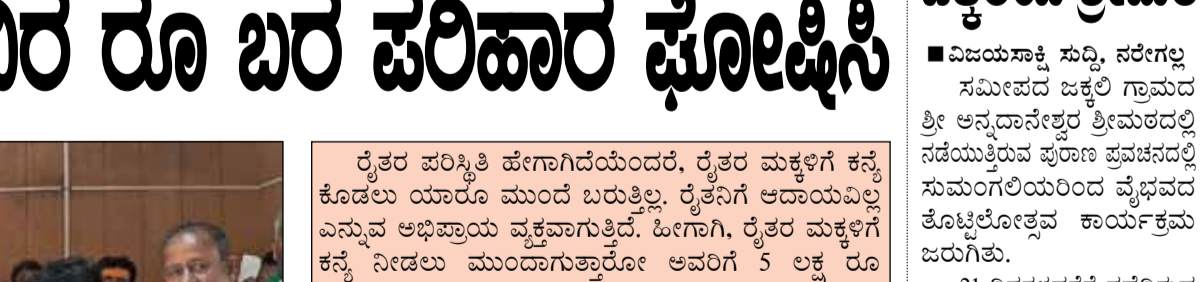 ರ ರೂ ಬರ ಪರಿಹಾರ ಘೋಷಿಸಿ
ರೈತರ ಪರಿಸ್ಥಿತಿ ಹೇಗಾಗಿದೆಯೆಂದರೆ, ರೈತರ ಮಕ್ಕಳಿಗೆ ಕನ್ಯೆ
ಕೊಡಲು ಯಾರೂ ಮುಂದೆ ಬರುತ್ತಿಲ್ಲ. ರೈತನಿಗೆ ಆದಾಯವಿಲ್ಲ
ಎನ್ನುವ ಅಭಿಪ್ರಾಯ ವ್ಯಕ್ತವಾಗುತ್ತಿದೆ. ಹೀಗಾಗಿ, ರೈತರ ಮಕ್ಕಳಿಗೆ
ಕನ್ಯೆ ನೀಡಲು ಮುಂದಾಗುತ್ತಾರೋ ಅವರಿಗೆ 5 ಲಕ್ಷ ರೂ
■ವಿಜಯಸಾಕ್ಷಿ ಸುದ್ದಿ, ನರೇಗಲ್ಲ
ಸಮೀಪದ ಜಕ್ಕಲಿ ಗ್ರಾಮದ
ಶ್ರೀ ಅನ್ನದಾನೇಶ್ವರ ಶ್ರೀಮಠದಲ್ಲಿ
ನಡೆಯುತ್ತಿರುವ ಪುರಾಣ ಪ್ರವಚನದಲ್ಲಿ
ಸುಮಂಗಲಿಯರಿಂದ ವೈಭವದ
ತೊಟ್ಟಿಲೋತ್ಸವ ಕಾರ್ಯಕ್ರಮ
ಜರುಗಿತು.